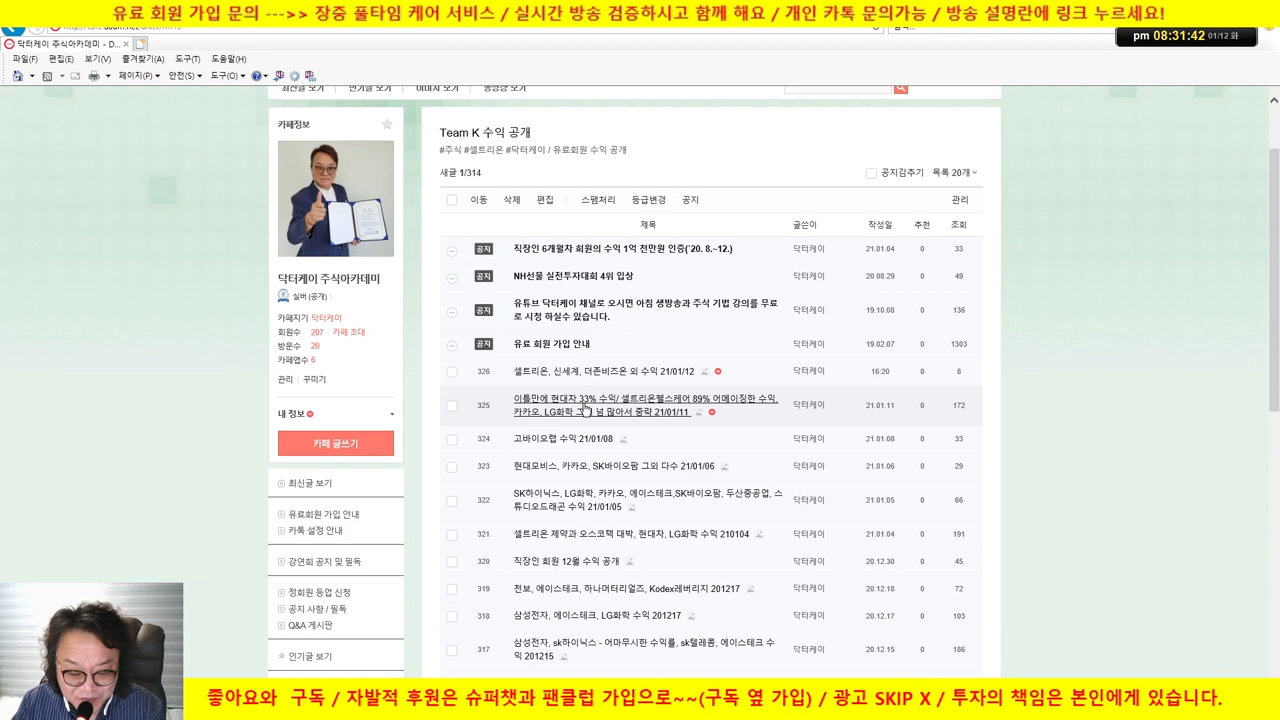 유료 회원 가입 문의 --->> 장중 풀타임 케어 서비스 / 실시간 방송 검증하시고 함께 해요 / 개인 카톡 문의가능 / 방송 설명란에 링크 누르세요!
pm 08:31:42 01/12 화
닥터케이 주식아카데미 - D...
파일(F) 편집(E) 보기(V) 즐겨찾기(A) 도구(T) 도움말(H)
페이지(P) 안전(S) 도구(O)
최신글 보기 인기글 보기 이미지 보기 동영상 보기
카페정보
닥터케이 주식아카데미
실버 (공개)
카페지기 닥터케이
회원수 207 카페 초대
방문수 20
카페앱수 6
관리 꾸미기
내 정보
카페 글쓰기
최신글 보기
유료회원 가입 안내
카톡 설정 안내
강연회 공지 및 필독
정회원 등업 신청
공지 사항 / 필독
Q&A 게시판
인기글 보기
Team K 수익 공개
#주식 #셀트리온 #닥터케이 / 유료회원 수익 공개
새글 1/314
공지감추기 목록 20개
이동 삭제 편집 스팸처리 등급변경 공지 관리
제목 글쓴이 작성일 추천 조회
공지 직장인 6개월차 회원의 수익 1억 천만원 인증(`20. 8.~12.) 닥터케이 21.01.04 0 33
공지 NH선물 실전투자대회 4위 입상 닥터케이 20.08.29 0 49
공지 유튜브 닥터케이 채널로 오시면 아침 생방송과 주식 기법 강의를 무료
로 시청 하실수 있습니다. 닥터케이 19.10.08 0 136
공지 유료 회원 가입 안내 닥터케이 19.02.07 0 1303
326 셀트리온, 신세계, 더존비즈온 외 수익 21/01/12 닥터케이 16:20 0 8
325 이틀만에 현대차 33% 수익/ 셀트리온헬스케어 89% 어메이징한 수익,
카카오, LG화학 넘 많아서 중략 21/01/11 닥터케이 21.01.11 0 172
324 고바이오랩 수익 21/01/08 닥터케이 21.01.08 0 33
323 현대모비스, 카카오, SK바이오팜 그외 다수 21/01/06 닥터케이 21.01.06 0 29
322 SK하이닉스, LG화학, 카카오, 에이스테크,SK바이오팜, 두산중공업, 스
튜디오드래곤 수익 21/01/05 닥터케이 21.01.05 0 66
321 셀트리온 제약과 오스코텍 대박, 현대차, LG화학 수익 210104 닥터케이 21.01.04 0 191
320 직장인 회원 12월 수익 공개 닥터케이 20.12.30 0 45
319 전보, 에이스테크, 하나머터리얼즈, Kodex레버리지 201217 닥터케이 20.12.18 0 72
318 삼성전자, 에이스테크, LG화학 수익 201217 닥터케이 20.12.17 0 103
317 삼성전자, sk하이닉스 - 어마무시한 수익률, sk텔레콤, 에이스테크 수
익 201215 닥터케이 20.12.15 0 186
좋아요와 구독 / 자발적 후원은 슈퍼챗과 팬클럽 가입으로~~(구독 옆 가입) / 광고 SKIP X / 투자의 책임은 본인에게 있습니다.